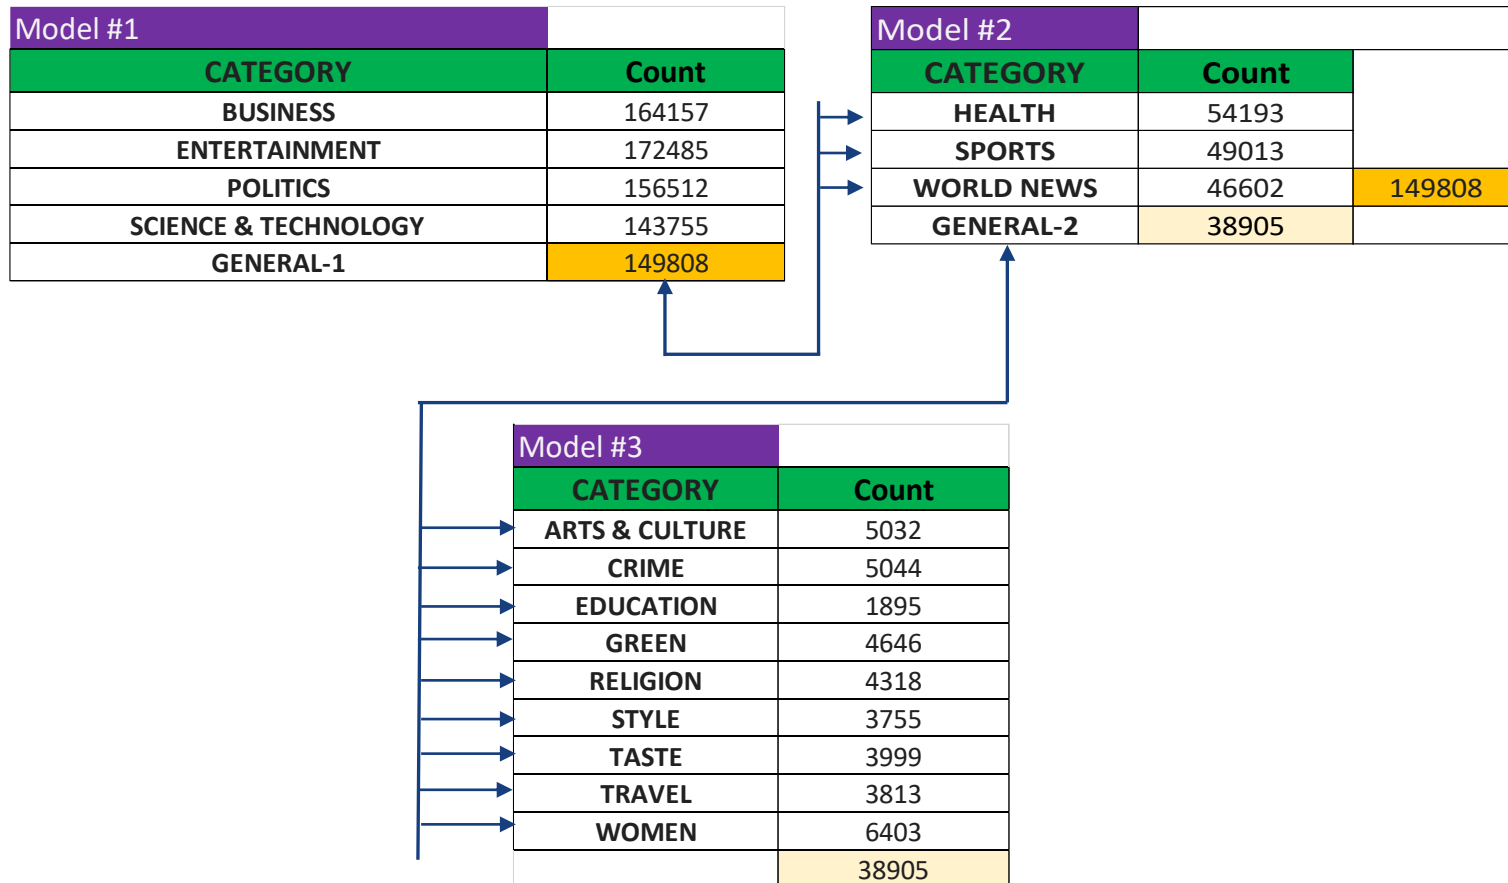 Model #1
CATEGORY Count
BUSINESS 164157
ENTERTAINMENT 172485
POLITICS 156512
SCIENCE & TECHNOLOGY 143755
GENERAL-1 149808
Model #2
CATEGORY Count
HEALTH 54193
SPORTS 49013
WORLD NEWS 46602 149808
GENERAL-2 38905
Model #3
CATEGORY Count
ARTS & CULTURE 5032
CRIME 5044
EDUCATION 1895
GREEN 4646
RELIGION 4318
STYLE 3755
TASTE 3999
TRAVEL 3813
WOMEN 6403
38905